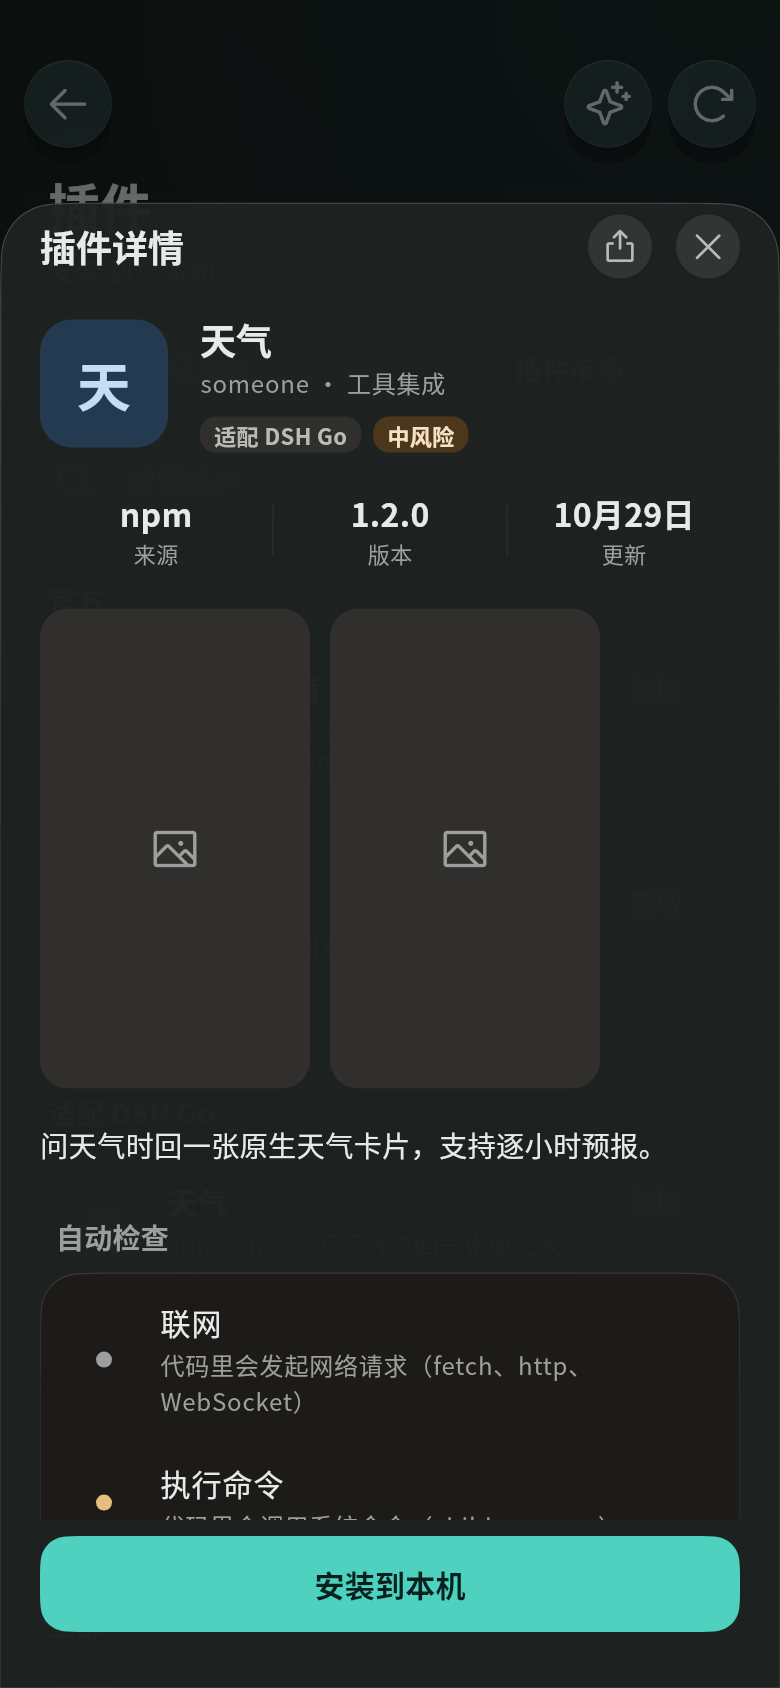 插件
插件详情
天
天气
someone · 工具集成
适配 DSH Go
中风险
npm
来源
1.2.0
版本
10月29日
更新
问天气时回一张原生天气卡片，支持逐小时预报。
自动检查
联网
代码里会发起网络请求（fetch、http、
WebSocket）
执行命令
安装到本机